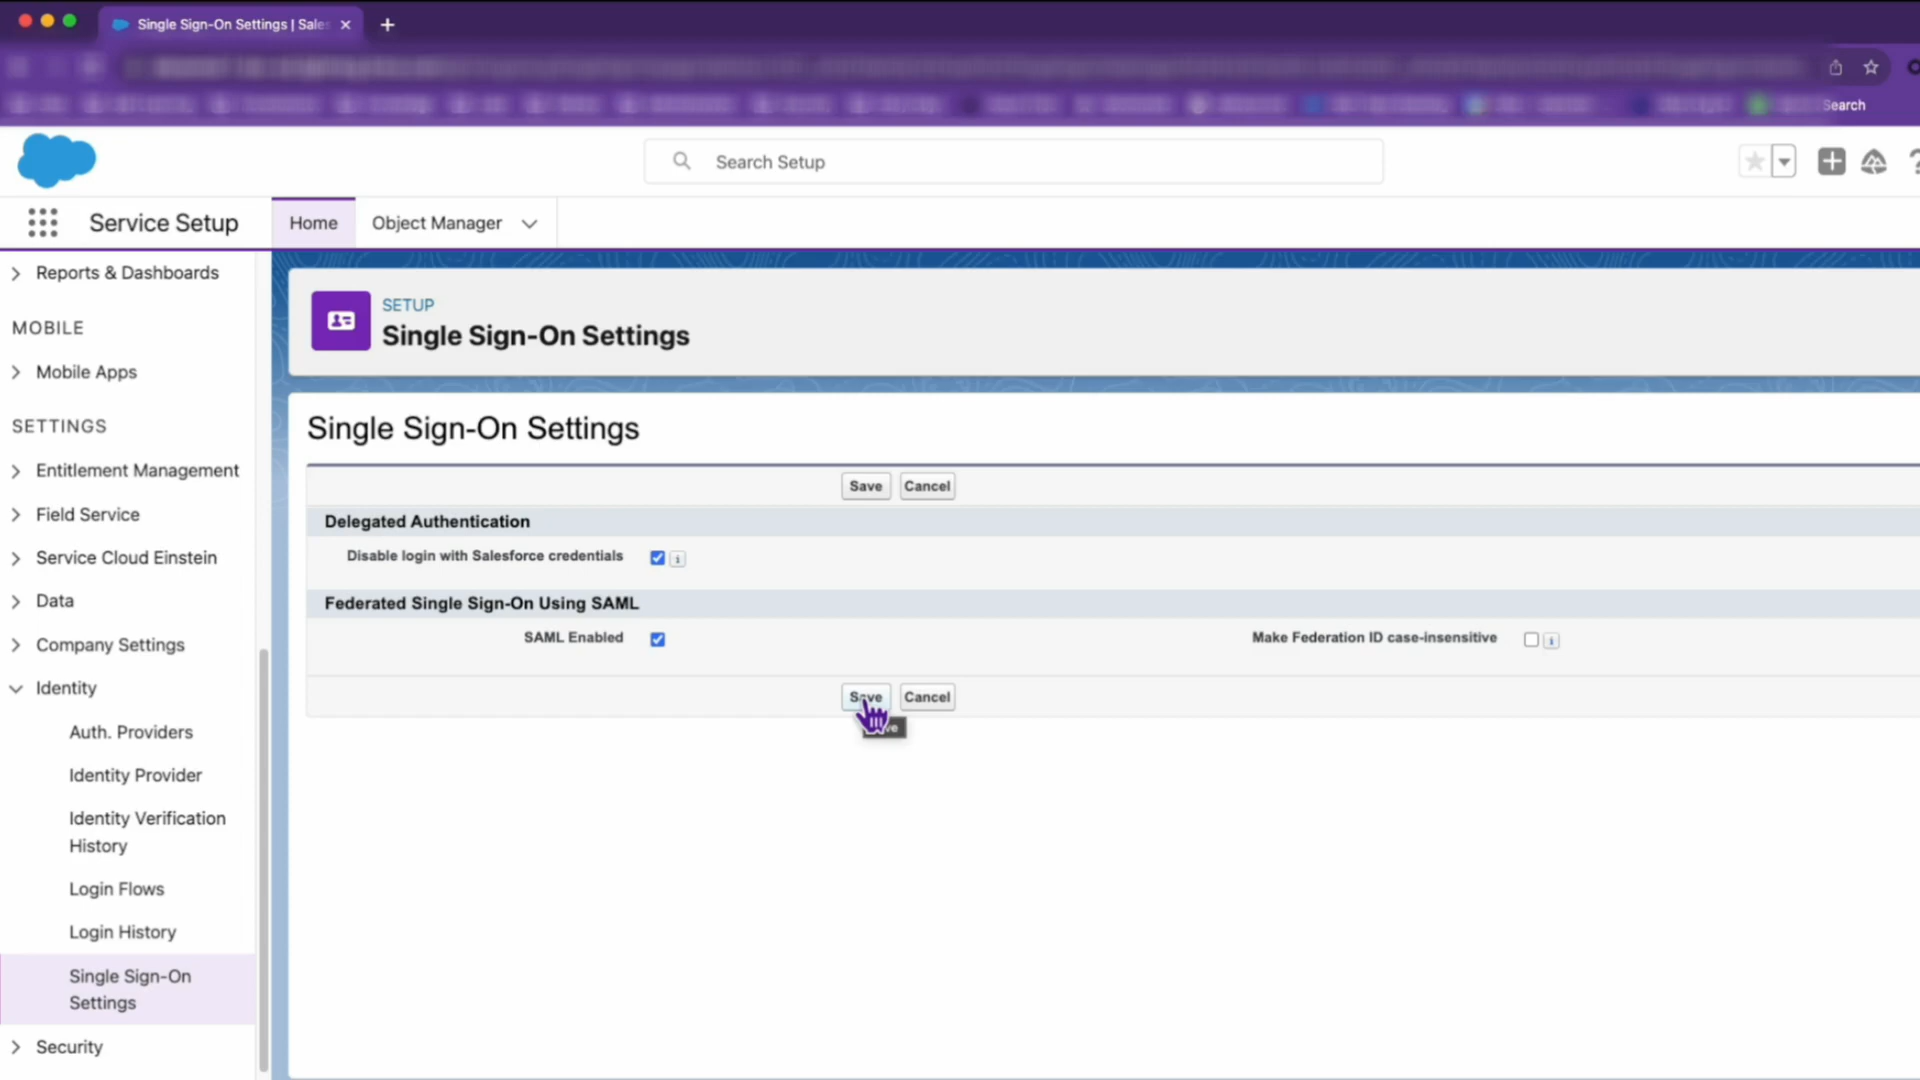 Single Sign-On Settings | Sales
Search
Search Setup
Service Setup
Home
Object Manager
Reports & Dashboards
MOBILE
Mobile Apps
SETTINGS
Entitlement Management
Field Service
Service Cloud Einstein
Data
Company Settings
Identity
Auth. Providers
Identity Provider
Identity Verification
History
Login Flows
Login History
Single Sign-On
Settings
Security
SETUP
Single Sign-On Settings
Single Sign-On Settings
Save Cancel
Delegated Authentication
Disable login with Salesforce credentials
Federated Single Sign-On Using SAML
SAML Enabled
Make Federation ID case-insensitive
Save Cancel